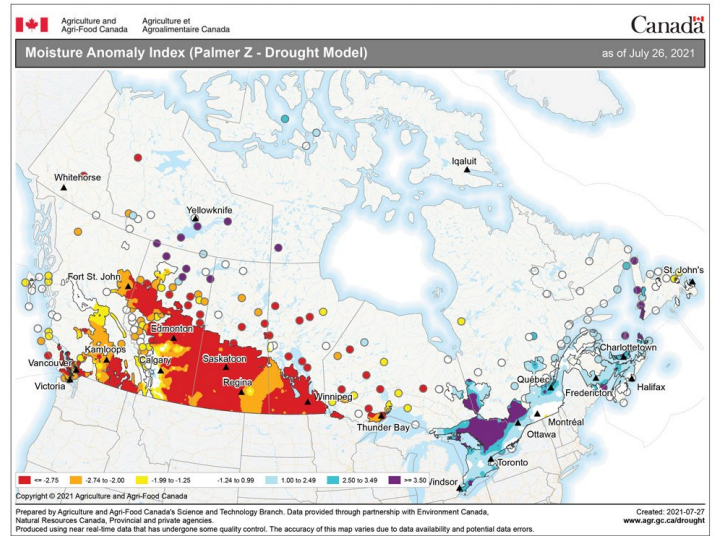 Agriculture and Agriculture et
Agri-Food Canada Agroalimentaire Canada
Canada
Moisture Anomaly Index (Palmer Z - Drought Model) as of July 26, 2021
Iqaluit
Whitehorse
Yellowknife
St. John's
Fort St. John
Edmonton
Charlottetown
Kamloops
Vancouver
Calgary
Saskatoon
Québec
Victoria
Regina
Halifax
Fredericton
Winnipeg
Montréal
Thunder Bay
Ottawa
Toronto
Windsor
<= -2.75 -2.74 to -2.00 -1.99 to -1.25 -1.24 to 0.99 1.00 to 2.49 2.50 to 3.49 >= 3.50
Copyright © 2021 Agriculture and Agri-Food Canada
Prepared by Agriculture and Agri-Food Canada's Science and Technology Branch. Data provided through partnership with Environment Canada, Created: 2021-07-27
Natural Resources Canada, Provincial and private agencies. www.agr.gc.ca/drought
Produced using near real-time data that has undergone some quality control. The accuracy of this map varies due to data availability and potential data errors.